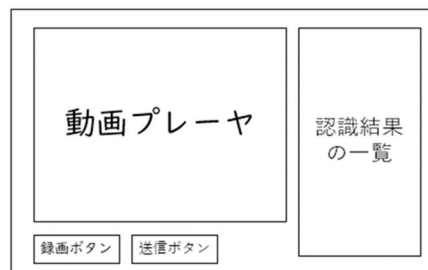 動画プレーヤ
認識結果
の一覧
録画ボタン
送信ボタン